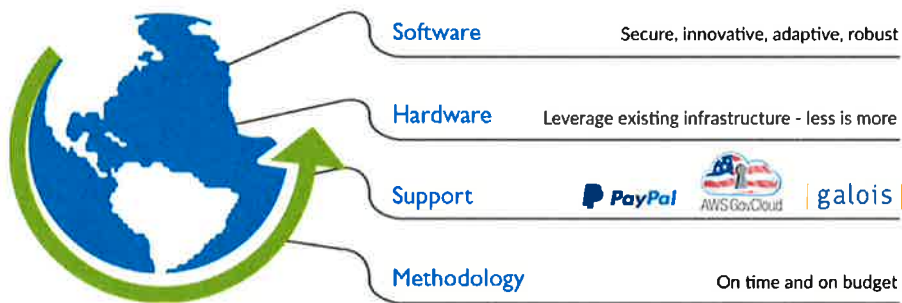 Software Secure, innovative, adaptive, robust
Hardware Leverage existing infrastructure - less is more
Support PayPal AWS GovCloud |galois|
Methodology On time and on budget